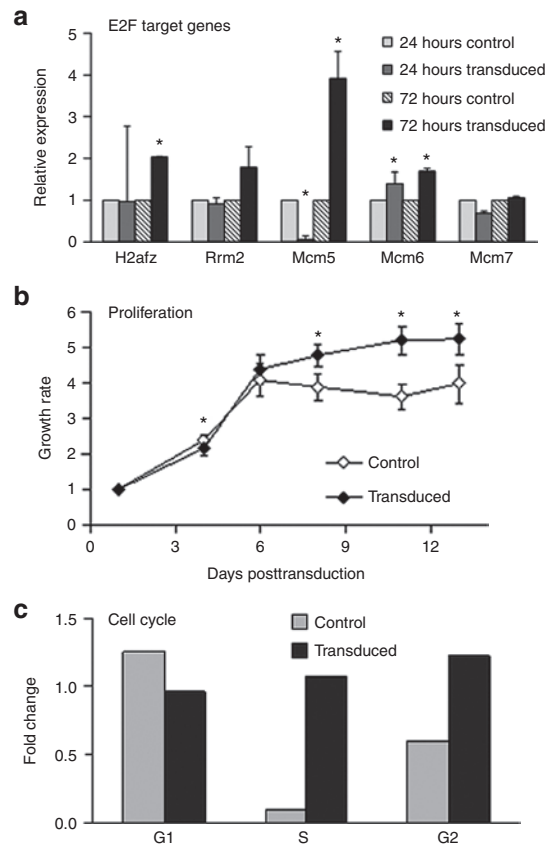 a
E2F target genes
Relative expression
5
4
3
2
1
0
24 hours control
24 hours transduced
72 hours control
72 hours transduced
*
*
*
*
*
H2afz Rrm2 Mcm5 Mcm6 Mcm7
b
Proliferation
Growth rate
6
5
4
3
2
1
0
*
*
*
*
Control
Transduced
0 3 6 9 12
Days posttransduction
c
Cell cycle
Fold change
1.5
1.0
0.5
0.0
Control
Transduced
G1 S G2